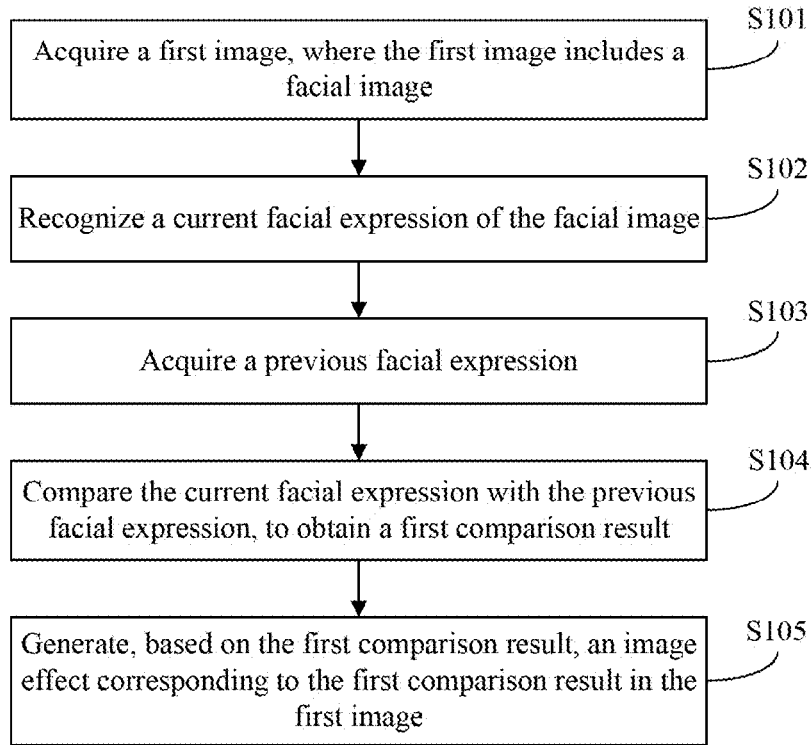 S101
Acquire a first image, where the first image includes a
facial image
S102
Recognize a current facial expression of the facial image
S103
Acquire a previous facial expression
S104
Compare the current facial expression with the previous
facial expression, to obtain a first comparison result
S105
Generate, based on the first comparison result, an image
effect corresponding to the first comparison result in the
first image